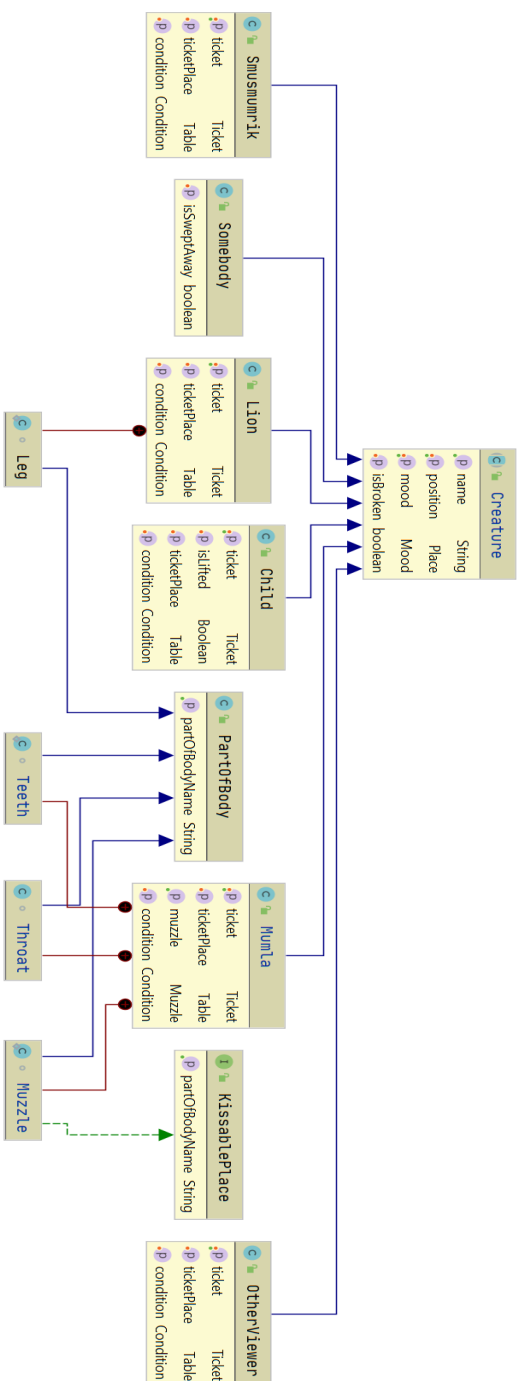 Creature
name String
position Place
mood Mood
isBroken boolean
Smusmumrik
ticket Ticket
ticketPlace Table
condition Condition
Somebody
isSweptAway boolean
Lion
ticket Ticket
ticketPlace Table
condition Condition
Child
ticket Ticket
isLifted Boolean
ticketPlace Table
condition Condition
PartOfBody
partOfBodyName String
Mumla
ticket Ticket
ticketPlace Table
muzzle Muzzle
condition Condition
KissablePlace
partOfBodyName String
OtherViewer
ticket Ticket
ticketPlace Table
condition Condition
Leg
Teeth
Throat
Muzzle